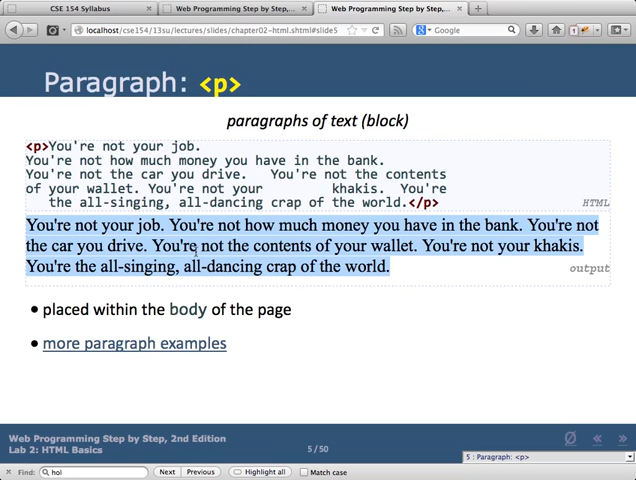 CSE 154 Syllabus
Web Programming Step by Step,...
Web Programming Step by Step,...
localhost/cse154/13su/lectures/slides/chapter02-html.shtml#slide5
Google
Paragraph: <p>
paragraphs of text (block)
<p>You're not your job.
You're not how much money you have in the bank.
You're not the car you drive.   You're not the contents
of your wallet. You're not your         khakis.  You're
   the all-singing, all-dancing crap of the world.</p>
HTML
You're not your job. You're not how much money you have in the bank. You're not
the car you drive. You're not the contents of your wallet. You're not your khakis.
You're the all-singing, all-dancing crap of the world.
output
• placed within the body of the page
• more paragraph examples
Web Programming Step by Step, 2nd Edition
Lab 2: HTML Basics
5 / 50
Ø « »
5 : Paragraph: <p>
Find: hol Next Previous Highlight all Match case